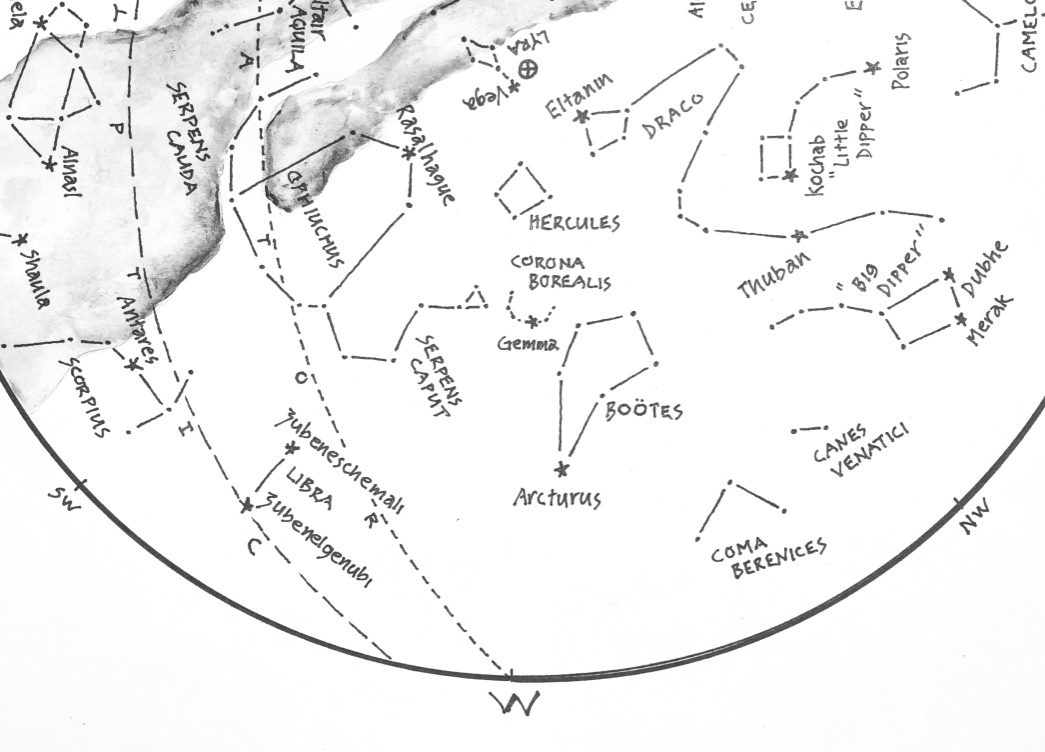 Altair
AQUILA
LYRA
Vega
Polaris
"Little
Dipper"
Kochab
Eltanin
DRACO
SERPENS
CAUDA
Rasalhague
OPHIUCHUS
Alnasl
Shaula
HERCULES
CORONA
BOREALIS
Gemma
Thuban
"Big
Dipper"
Dubhe
Merak
Antares
SCORPIUS
SERPENS
CAPUT
BOÖTES
Arcturus
CANES
VENATICI
COMA
BERENICES
Zubeneschemali
LIBRA
Zubenelgenubi
P
T
I
C
A
T
O
R
SW
W
NW